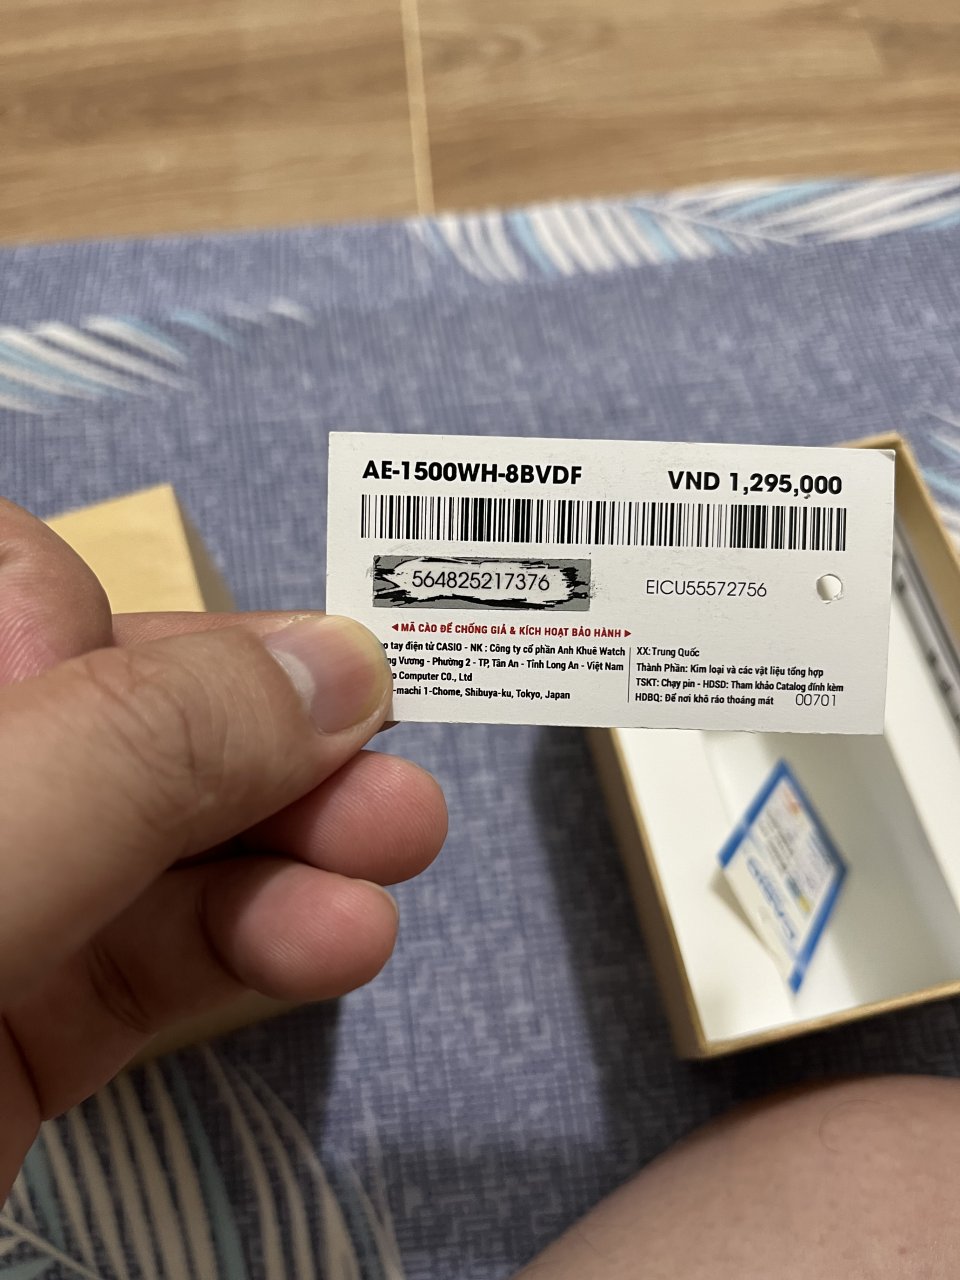 AE-1500WH-8BVDF
VND 1,295,000
564825217376
EICU55572756
MÃ CÀO ĐỂ CHỐNG GIẢ & KÍCH HOẠT BẢO HÀNH
tay điện tử CASIO - NK : Công ty cổ phần Anh Khuê Watch
Vương - Phường 2 - TP, Tân An - Tỉnh Long An - Việt Nam
Computer CO., Ltd
-machi 1-Chome, Shibuya-ku, Tokyo, Japan
XX: Trung Quốc
Thành Phần: Kim loại và các vật liệu tổng hợp
TSKT: Chạy pin - HDSD: Tham khảo Catalog đính kèm
HDBQ: Để nơi khô ráo thoáng mát
00701
CASIO